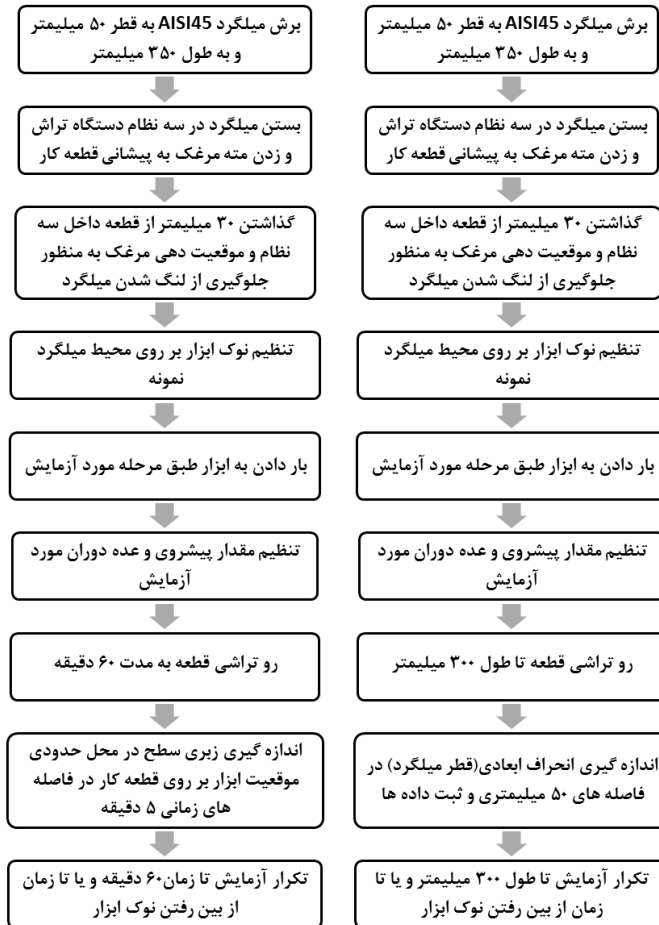 برش میلگرد AISI45 به قطر ۵۰ میلیمتر
و به طول ۳۵۰ میلیمتر
بستن میلگرد در سه نظام دستگاه تراش
و زدن مته مرغک به پیشانی قطعه کار
گذاشتن ۳۰ میلیمتر از قطعه داخل سه
نظام و موقعیت دهی مرغک به منظور
جلوگیری از لنگ شدن میلگرد
تنظیم نوک ابزار بر روی محیط میلگرد
نمونه
بار دادن به ابزار طبق مرحله مورد آزمایش
تنظیم مقدار پیشروی و عده دوران مورد
آزمایش
رو تراشی قطعه تا طول ۳۰۰ میلیمتر
اندازه گیری انحراف ابعادی(قطر میلگرد) در
فاصله های ۵۰ میلیمتری و ثبت داده ها
تکرار آزمایش تا طول ۳۰۰ میلیمتر و یا تا
زمان از بین رفتن نوک ابزار
برش میلگرد AISI45 به قطر ۵۰ میلیمتر
و به طول ۳۵۰ میلیمتر
بستن میلگرد در سه نظام دستگاه تراش
و زدن مته مرغک به پیشانی قطعه کار
گذاشتن ۳۰ میلیمتر از قطعه داخل سه
نظام و موقعیت دهی مرغک به منظور
جلوگیری از لنگ شدن میلگرد
تنظیم نوک ابزار بر روی محیط میلگرد
نمونه
بار دادن به ابزار طبق مرحله مورد آزمایش
تنظیم مقدار پیشروی و عده دوران مورد
آزمایش
رو تراشی قطعه به مدت ۶۰ دقیقه
اندازه گیری زبری سطح در محل حدودی
موقعیت ابزار بر روی قطعه کار در فاصله
های زمانی ۵ دقیقه
تکرار آزمایش تا زمان۶۰ دقیقه و یا تا زمان
از بین رفتن نوک ابزار